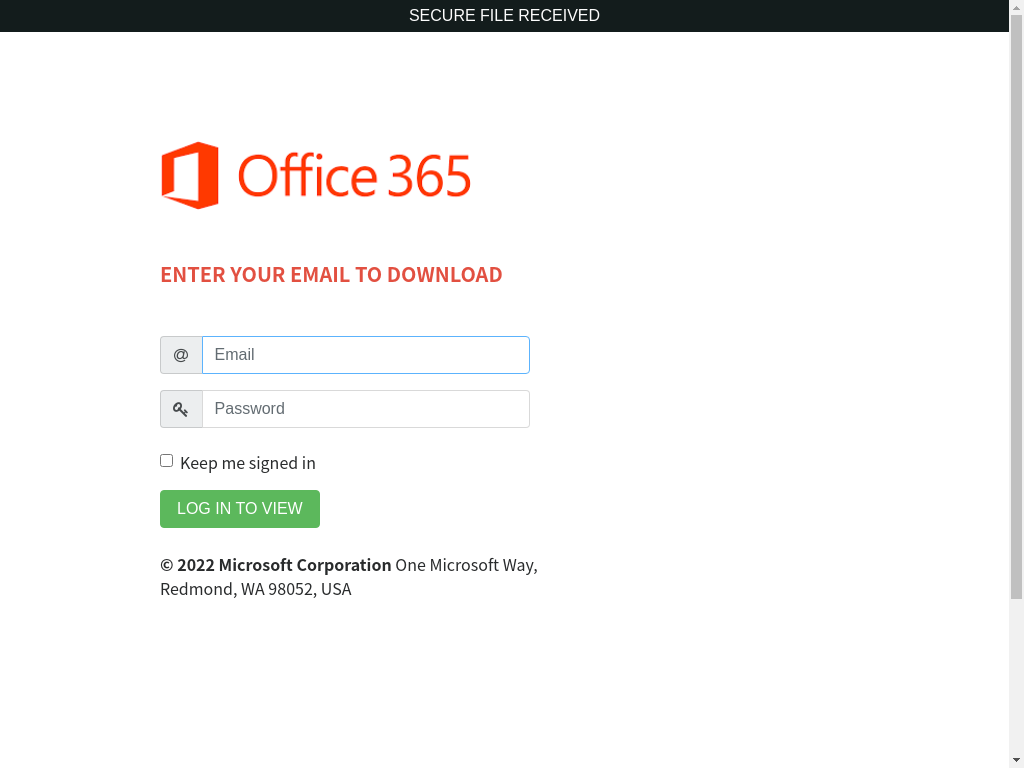 SECURE FILE RECEIVED
Office 365
ENTER YOUR EMAIL TO DOWNLOAD
@ Email
Password
Keep me signed in
LOG IN TO VIEW
© 2022 Microsoft Corporation One Microsoft Way,
Redmond, WA 98052, USA